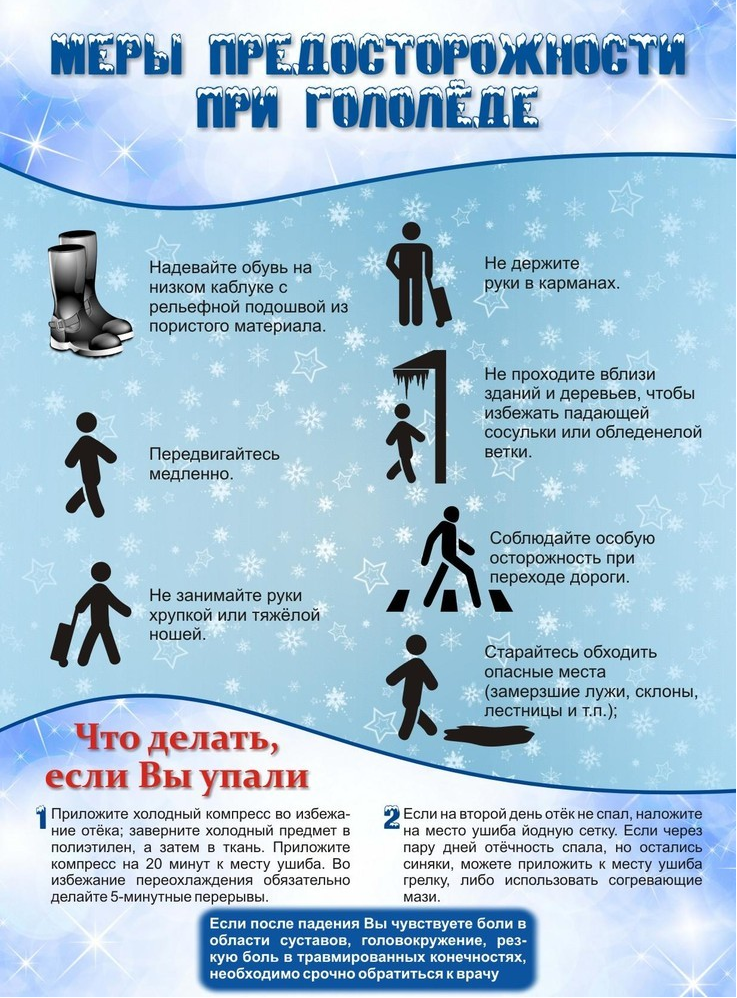 МЕРЫ ПРЕДОСТОРОЖНОСТИ
ПРИ ГОЛОЛЁДЕ
Надевайте обувь на
низком каблуке с
рельефной подошвой из
пористого материала.
Передвигайтесь
медленно.
Не занимайте руки
хрупкой или тяжёлой
ношей.
Не держите
руки в карманах.
Не проходите вблизи
зданий и деревьев, чтобы
избежать падающей
сосульки или обледенелой
ветки.
Соблюдайте особую
осторожность при
переходе дороги.
Старайтесь обходить
опасные места
(замерзшие лужи, склоны,
лестницы и т.п.);
Что делать,
если Вы упали
1 Приложите холодный компресс во избежа-
ние отёка; заверните холодный предмет в
полиэтилен, а затем в ткань. Приложите
компресс на 20 минут к месту ушиба. Во
избежание переохлаждения обязательно
делайте 5-минутные перерывы.
2 Если на второй день отёк не спал, наложите
на место ушиба йодную сетку. Если через
пару дней отёчность спала, но остались
синяки, можете приложить к месту ушиба
грелку, либо использовать согревающие
мази.
Если после падения Вы чувствуете боли в
области суставов, головокружение, рез-
кую боль в травмированных конечностях,
необходимо срочно обратиться к врачу